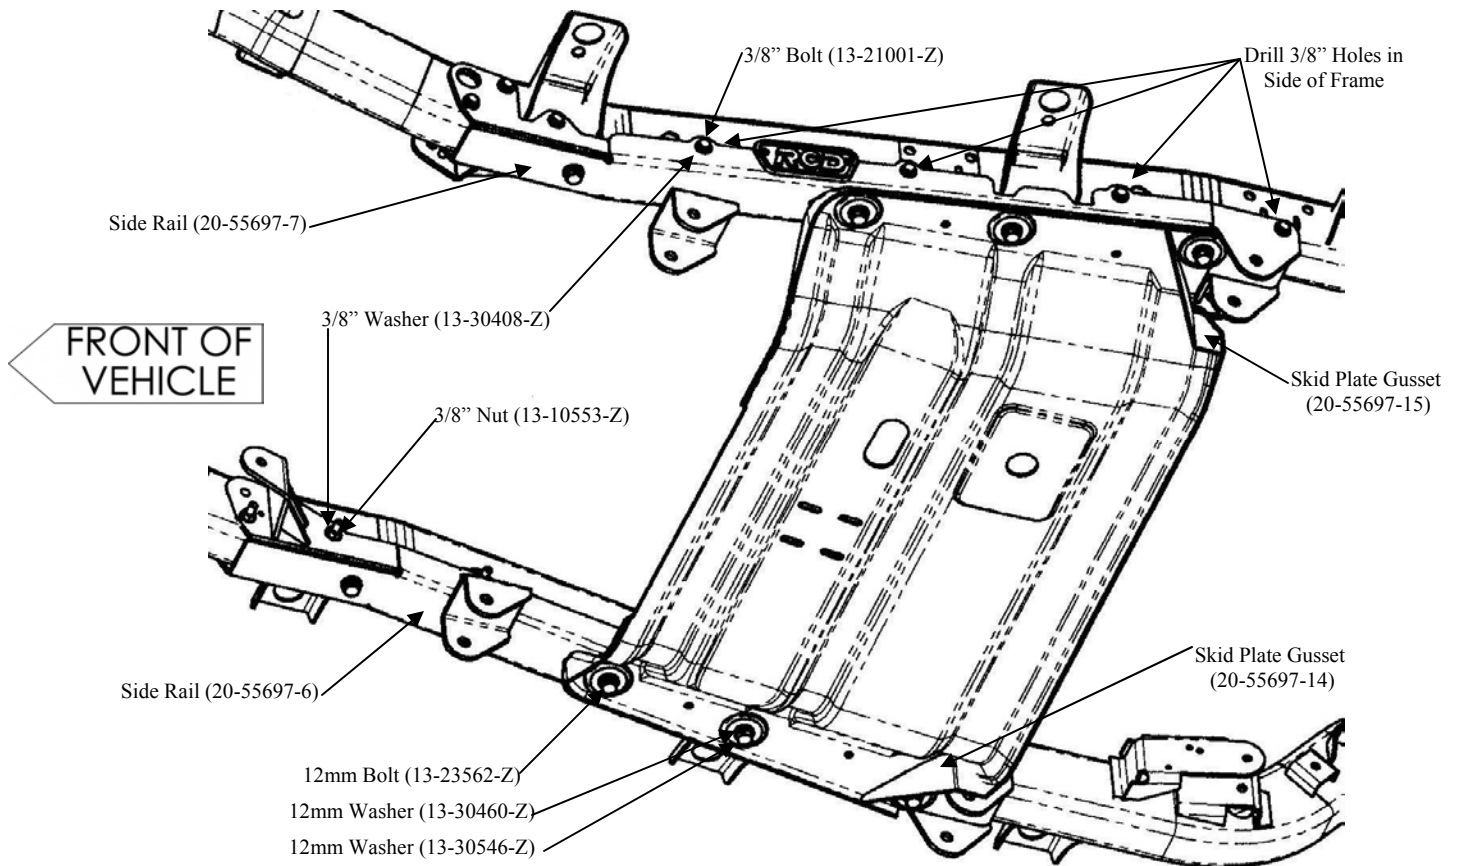 3/8” Bolt (13-21001-Z)
Drill 3/8” Holes in
Side of Frame
RCD
Side Rail (20-55697-7)
3/8” Washer (13-30408-Z)
FRONT OF
VEHICLE
Skid Plate Gusset
(20-55697-15)
3/8” Nut (13-10553-Z)
Skid Plate Gusset
(20-55697-14)
Side Rail (20-55697-6)
12mm Bolt (13-23562-Z)
12mm Washer (13-30460-Z)
12mm Washer (13-30546-Z)